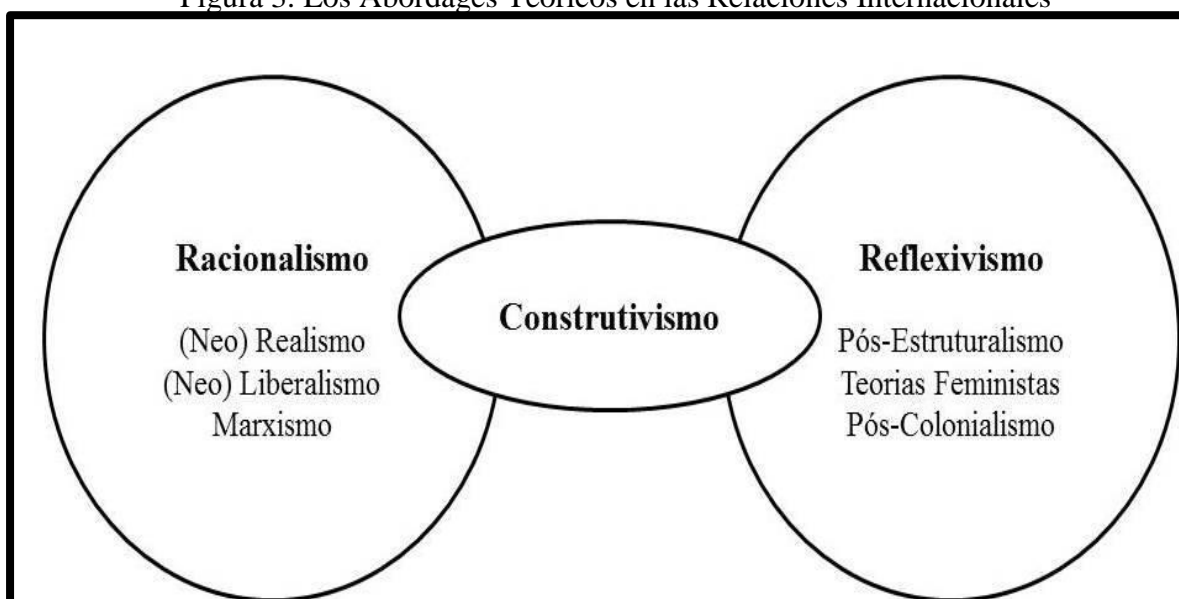 Figura 3: Los Abordages Teóricos en las Relaciones Internacionales
Racionalismo
(Neo) Realismo
(Neo) Liberalismo
Marxismo
Construtivismo
Reflexivismo
Pós-Estruturalismo
Teorias Feministas
Pós-Colonialismo